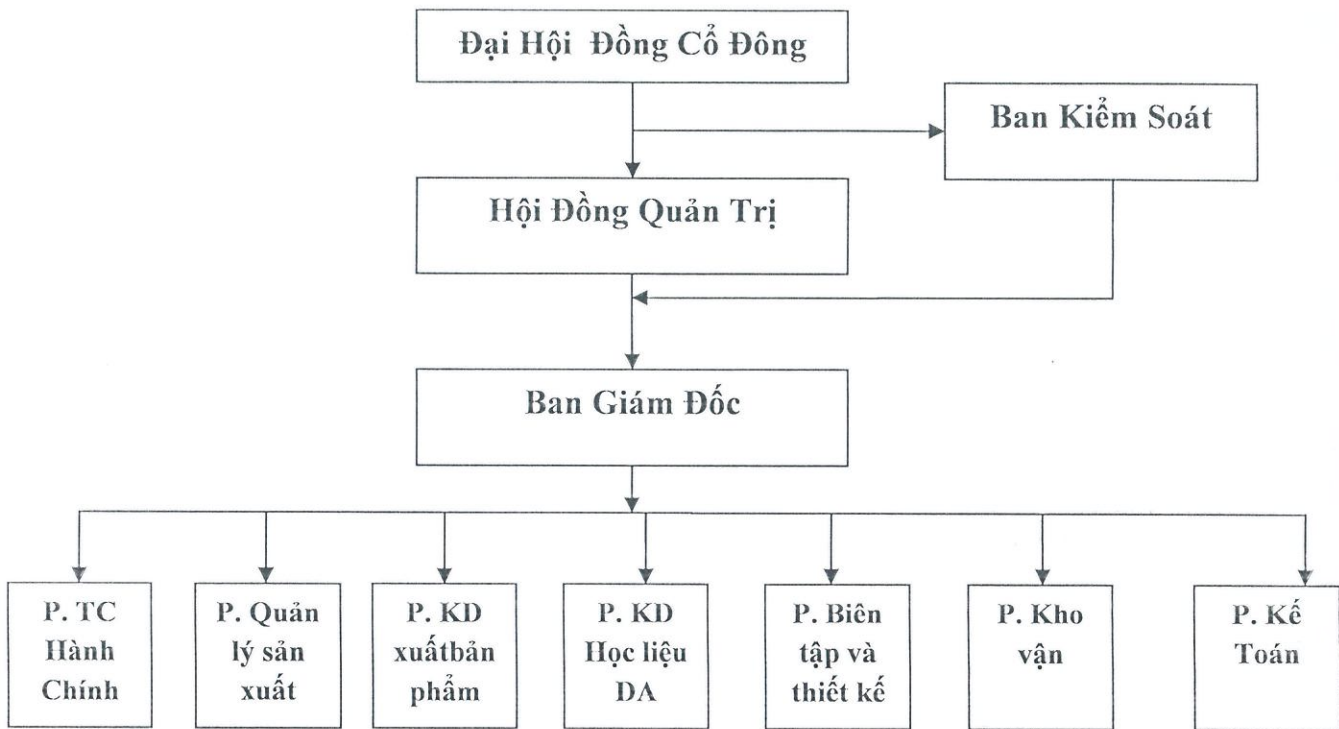 Đại Hội Đồng Cổ Đông
Ban Kiểm Soát
Hội Đồng Quản Trị
Ban Giám Đốc
P. TC
Hành
Chính
P. Quản
lý sản
xuất
P. KD
xuấtbản
phẩm
P. KD
Học liệu
DA
P. Biên
tập và
thiết kế
P. Kho
vận
P. Kế
Toán